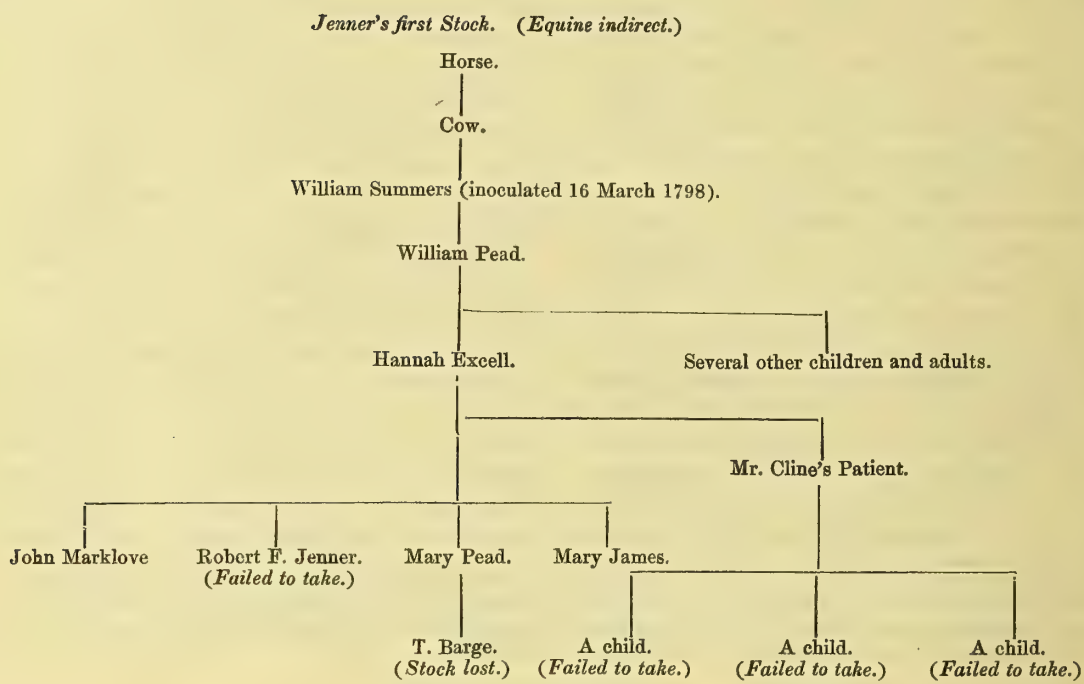 Jenner's first Stock. (Equine indirect.)
Horse.
Cow.
William Summers (inoculated 16 March 1798).
William Pead.
Hannah Excell.
Several other children and adults.
Mr. Cline's Patient.
John Marklove
Robert F. Jenner.
(Failed to take.)
Mary Pead.
Mary James.
T. Barge.
(Stock lost.)
A child.
(Failed to take.)
A child.
(Failed to take.)
A child.
(Failed to take.)